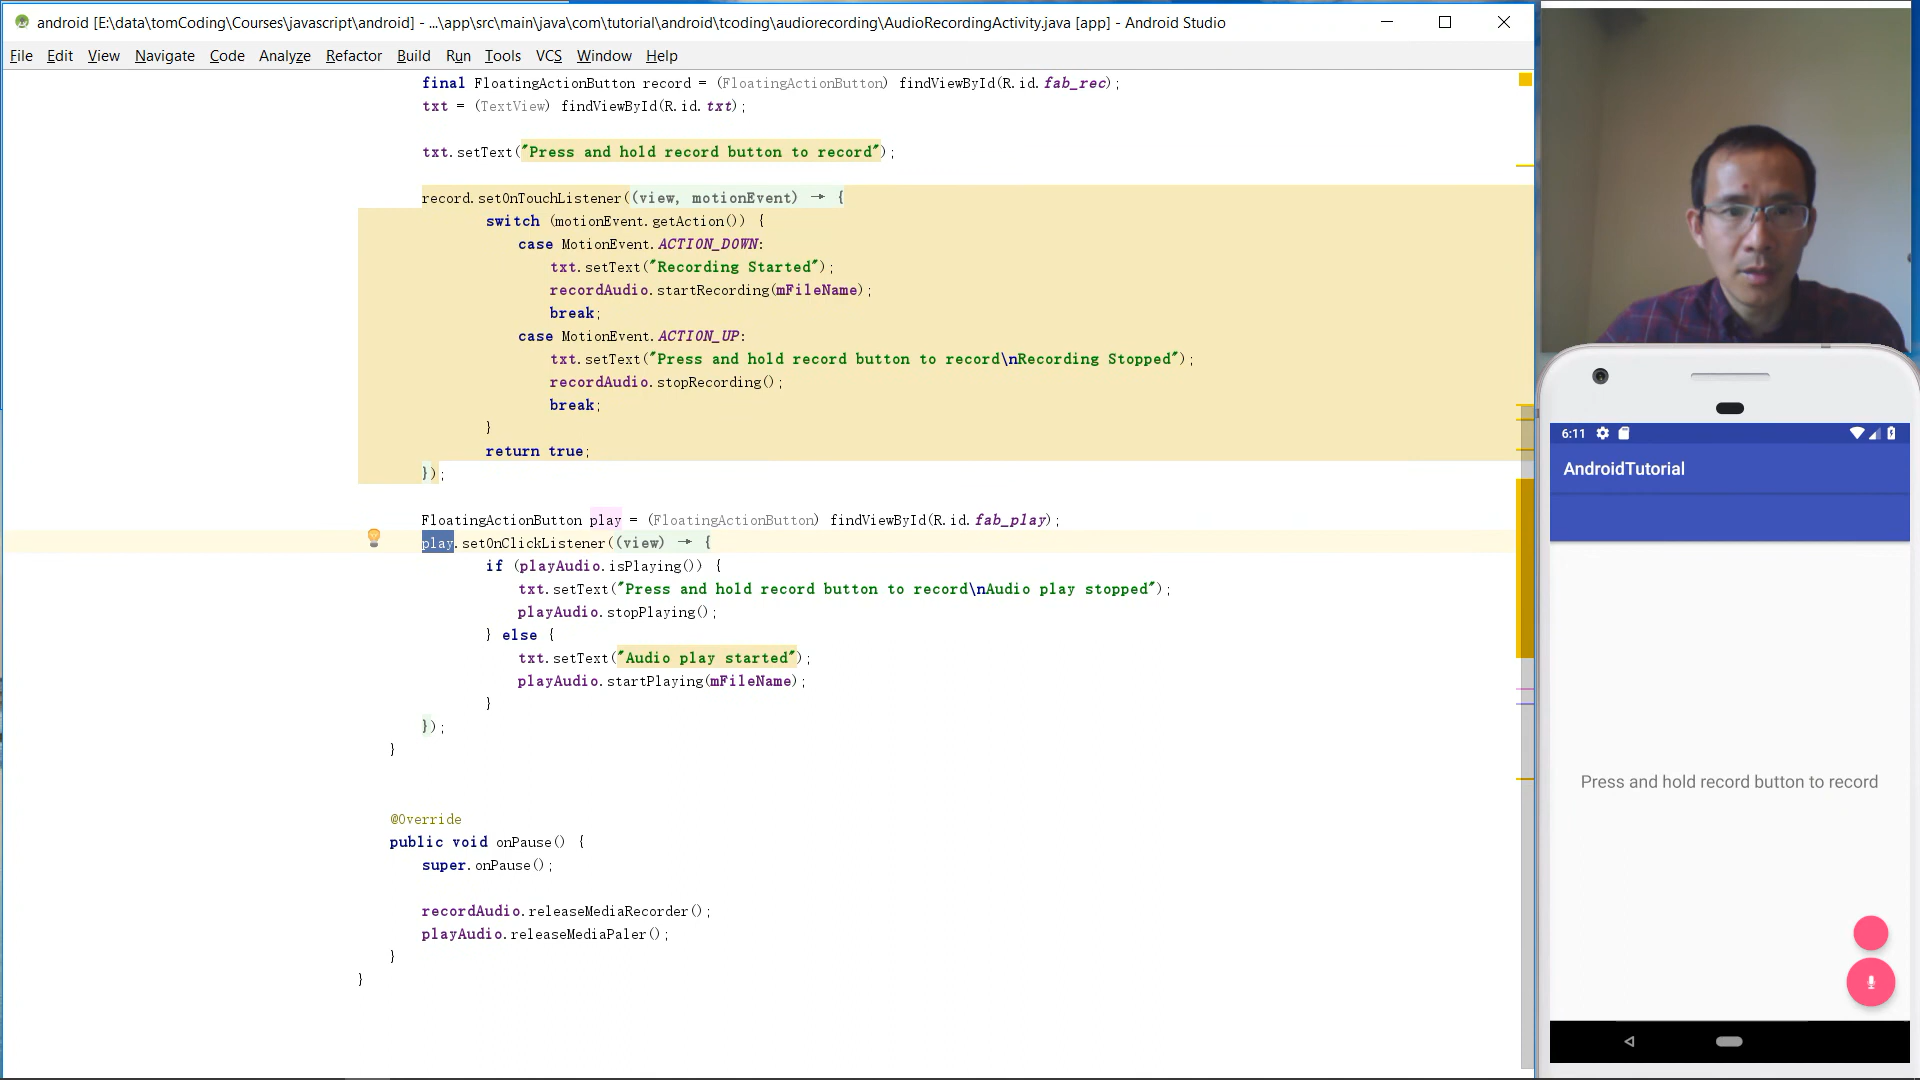 android [E:\data\tomCoding\Courses\javascript\android] - ...\app\src\main\java\com\tutorial\android\tcoding\audiorecording\AudioRecordingActivity.java [app] - Android Studio
File Edit View Navigate Code Analyze Refactor Build Run Tools VCS Window Help
final FloatingActionButton record = (FloatingActionButton) findViewById(R.id.fab_rec);
txt = (TextView) findViewById(R.id.txt);
txt.setText("Press and hold record button to record");
record.setOnTouchListener((view, motionEvent) → {
switch (motionEvent.getAction()) {
case MotionEvent.ACTION_DOWN:
txt.setText("Recording Started");
recordAudio.startRecording(mFileName);
break;
case MotionEvent.ACTION_UP:
txt.setText("Press and hold record button to record\nRecording Stopped");
recordAudio.stopRecording();
break;
}
return true;
});
FloatingActionButton play = (FloatingActionButton) findViewById(R.id.fab_play);
play.setOnClickListener((view) → {
if (playAudio.isPlaying()) {
txt.setText("Press and hold record button to record\nAudio play stopped");
playAudio.stopPlaying();
} else {
txt.setText("Audio play started");
playAudio.startPlaying(mFileName);
}
});
}
@Override
public void onPause() {
super.onPause();
recordAudio.releaseMediaRecorder();
playAudio.releaseMediaPaler();
}
}
6:11
AndroidTutorial
Press and hold record button to record